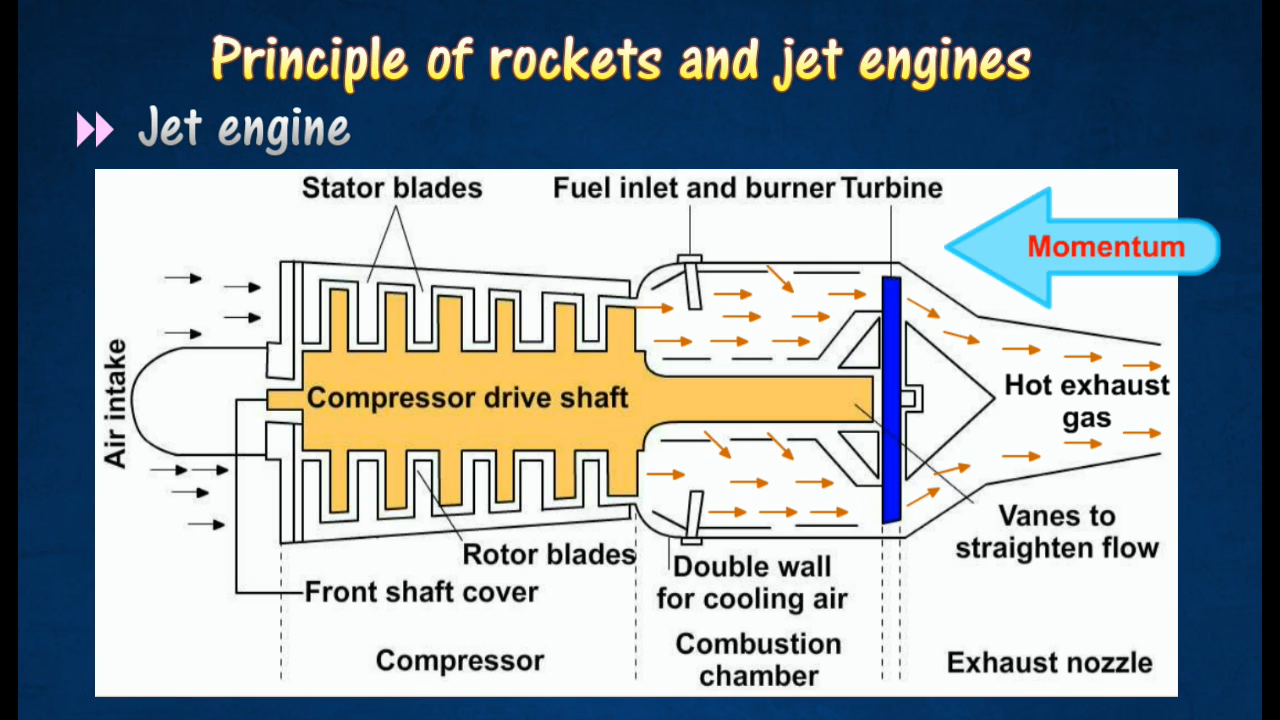 Principle of rockets and jet engines
Jet engine
Stator blades
Fuel inlet and burner
Turbine
Momentum
Air intake
Compressor drive shaft
Hot exhaust
gas
Vanes to
straighten flow
Rotor blades
Double wall
for cooling air
Front shaft cover
Compressor
Combustion
chamber
Exhaust nozzle